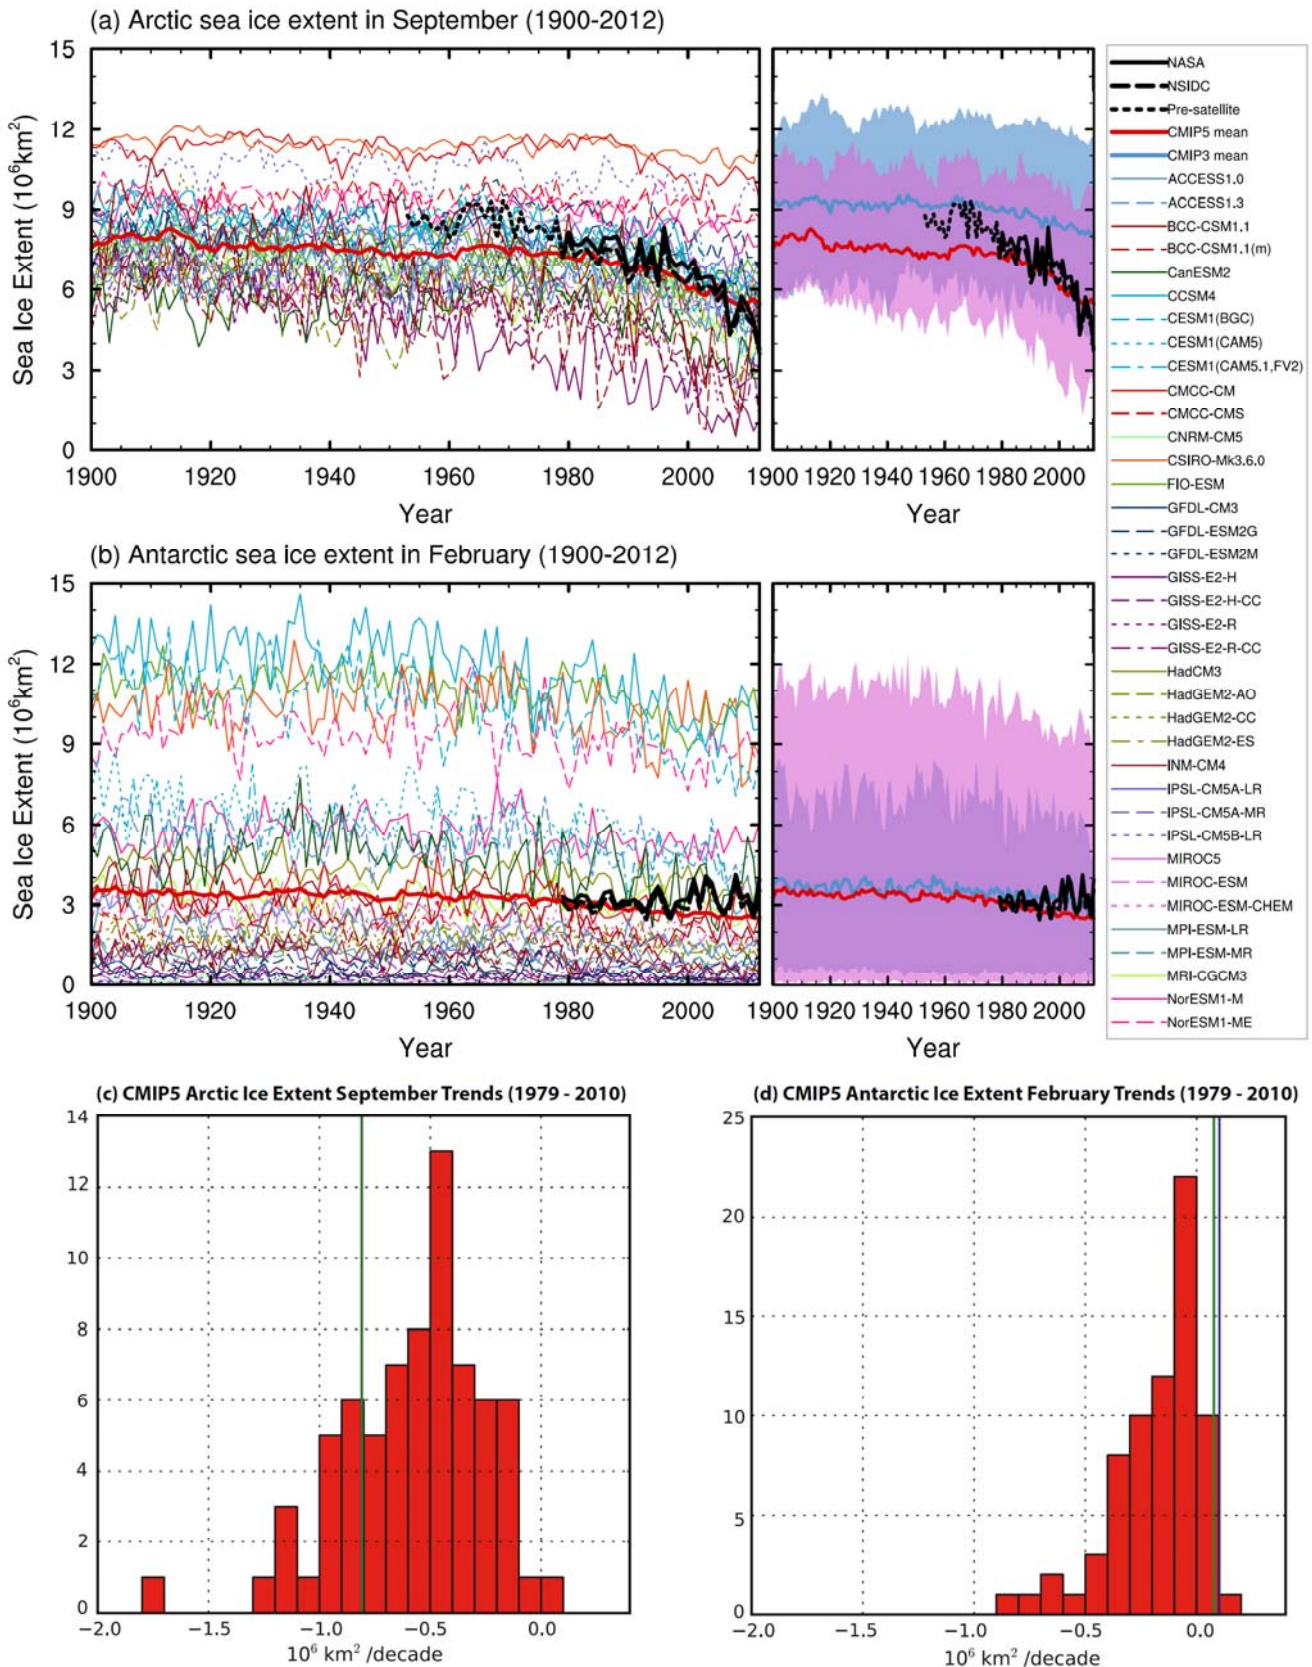 (a) Arctic sea ice extent in September (1900-2012)
15
12
9
6
3
0
Sea Ice Extent (10⁶km²)
1900 1920 1940 1960 1980 2000
Year
1900 1920 1940 1960 1980 2000
Year
NASA
NSIDC
Pre-satellite
CMIP5 mean
CMIP3 mean
ACCESS1.0
ACCESS1.3
BCC-CSM1.1
BCC-CSM1.1(m)
CanESM2
CCSM4
CESM1(BGC)
CESM1(CAM5)
CESM1(CAM5.1,FV2)
CMCC-CM
CMCC-CMS
CNRM-CM5
CSIRO-Mk3.6.0
FIO-ESM
GFDL-CM3
GFDL-ESM2G
GFDL-ESM2M
GISS-E2-H
GISS-E2-H-CC
GISS-E2-R
GISS-E2-R-CC
HadCM3
HadGEM2-AO
HadGEM2-CC
HadGEM2-ES
INM-CM4
IPSL-CM5A-LR
IPSL-CM5A-MR
IPSL-CM5B-LR
MIROC5
MIROC-ESM
MIROC-ESM-CHEM
MPI-ESM-LR
MPI-ESM-MR
MRI-CGCM3
NorESM1-M
NorESM1-ME
(b) Antarctic sea ice extent in February (1900-2012)
15
12
9
6
3
0
Sea Ice Extent (10⁶km²)
1900 1920 1940 1960 1980 2000
Year
1900 1920 1940 1960 1980 2000
Year
(c) CMIP5 Arctic Ice Extent September Trends (1979 - 2010)
14
12
10
8
6
4
2
0
−2.0 −1.5 −1.0 −0.5 0.0
10⁶ km² /decade
(d) CMIP5 Antarctic Ice Extent February Trends (1979 - 2010)
25
20
15
10
5
0
−2.0 −1.5 −1.0 −0.5 0.0
10⁶ km² /decade